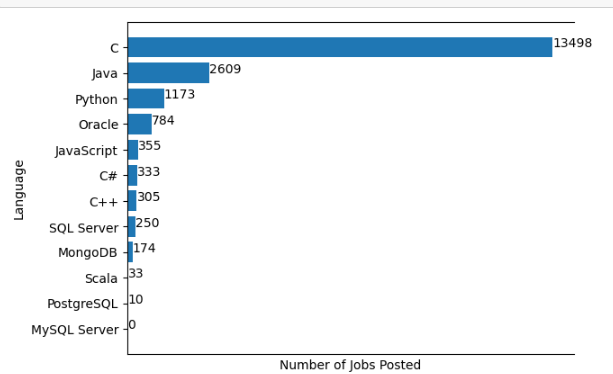 C 13498
Java 2609
Python 1173
Oracle 784
JavaScript 355
C# 333
C++ 305
SQL Server 250
MongoDB 174
Scala 33
PostgreSQL 10
MySQL Server 0
Language
Number of Jobs Posted